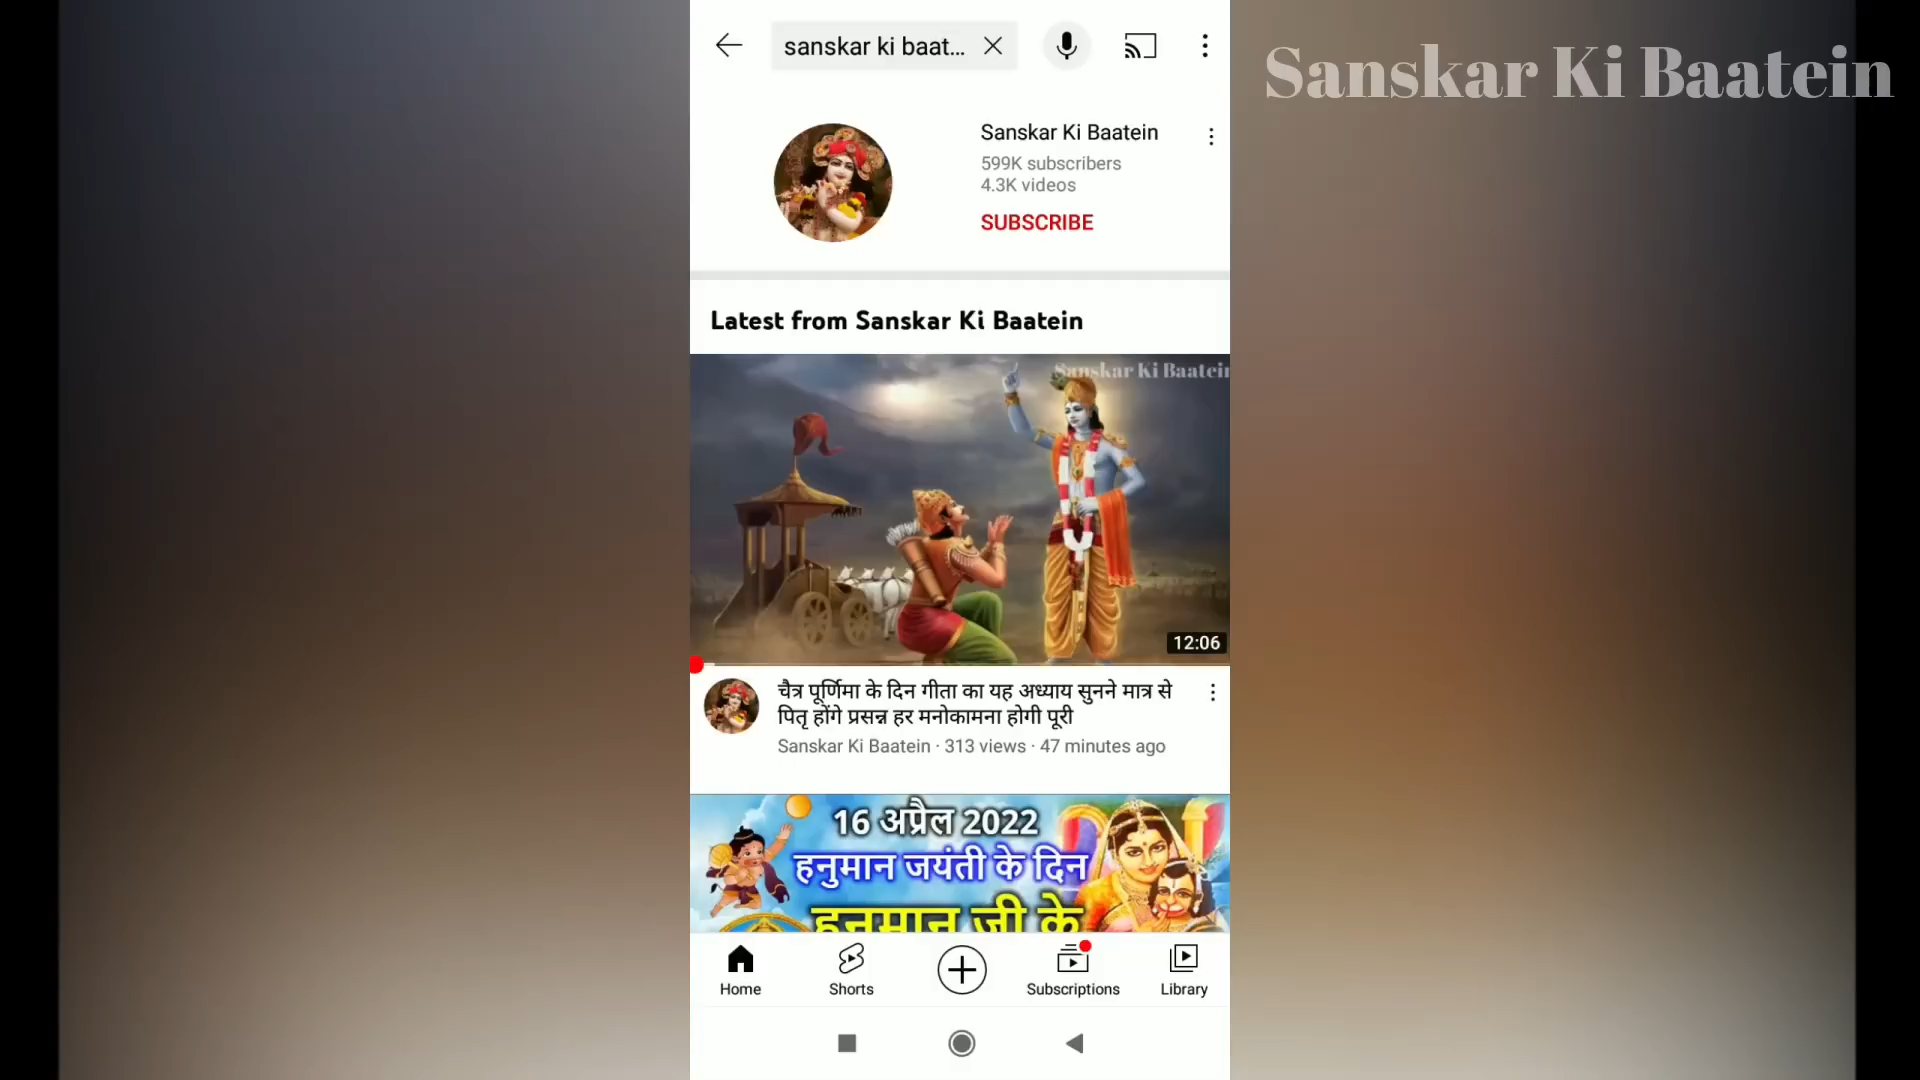 sanskar ki baat...
Sanskar Ki Baatein
Sanskar Ki Baatein
599K subscribers
4.3K videos
SUBSCRIBE
Latest from Sanskar Ki Baatein
Sanskar Ki Baatein
12:06
चैत्र पूर्णिमा के दिन गीता का यह अध्याय सुनने मात्र से
पितृ होंगे प्रसन्न हर मनोकामना होगी पूरी
Sanskar Ki Baatein · 313 views · 47 minutes ago
16 अप्रैल 2022
हनुमान जयंती के दिन
हनुमान जी के
Home
Shorts
Subscriptions
Library